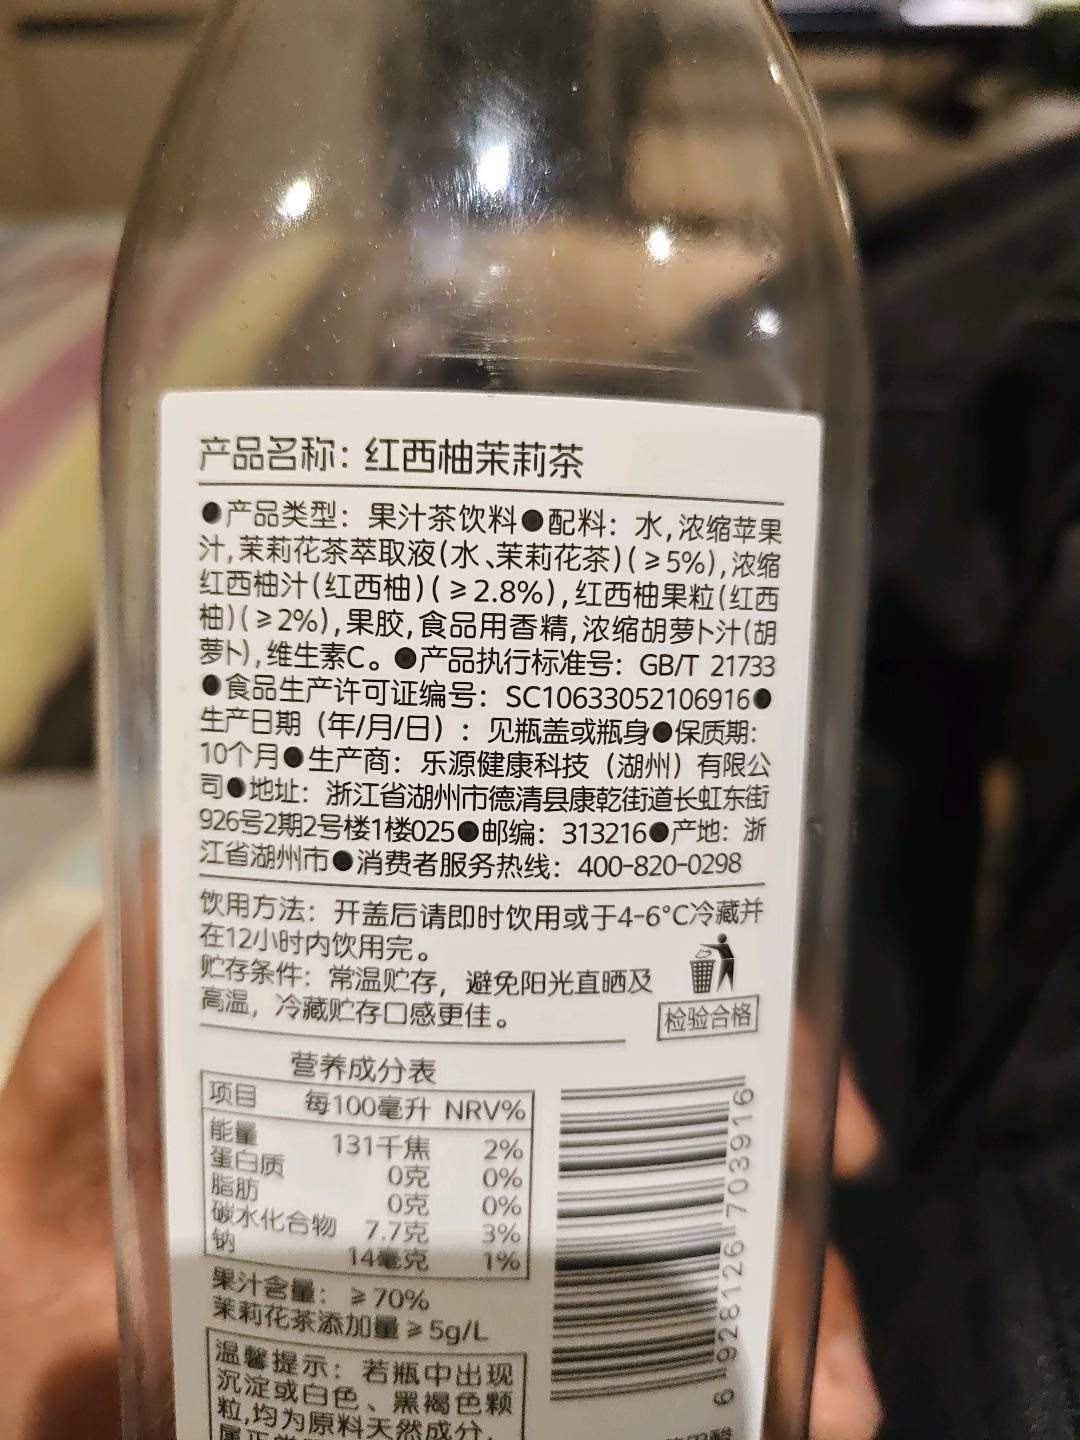 产品名称：红西柚茉莉茶
●产品类型：果汁茶饮料●配料：水,浓缩苹果
汁,茉莉花茶萃取液(水、茉莉花茶)(≥5%),浓缩
红西柚汁(红西柚)(≥2.8%),红西柚果粒(红西
柚)(≥2%),果胶,食品用香精,浓缩胡萝卜汁(胡
萝卜),维生素C。●产品执行标准号：GB/T 21733
●食品生产许可证编号：SC10633052106916●
生产日期（年/月/日）：见瓶盖或瓶身●保质期：
10个月●生产商：乐源健康科技（湖州）有限公
司●地址：浙江省湖州市德清县康乾街道长虹东街
926号2期2号楼1楼025●邮编：313216●产地：浙
江省湖州市●消费者服务热线：400-820-0298
饮用方法：开盖后请即时饮用或于4-6°C冷藏并
在12小时内饮用完。
贮存条件：常温贮存，避免阳光直晒及
高温，冷藏贮存口感更佳。
检验合格
营养成分表
项目 每100毫升 NRV%
能量 131千焦 2%
蛋白质 0克 0%
脂肪 0克 0%
碳水化合物 7.7克 3%
钠 14毫克 1%
果汁含量：≥70%
茉莉花茶添加量≥5g/L
温馨提示：若瓶中出现
沉淀或白色、黑褐色颗
粒,均为原料天然成分,
6 928126 703916